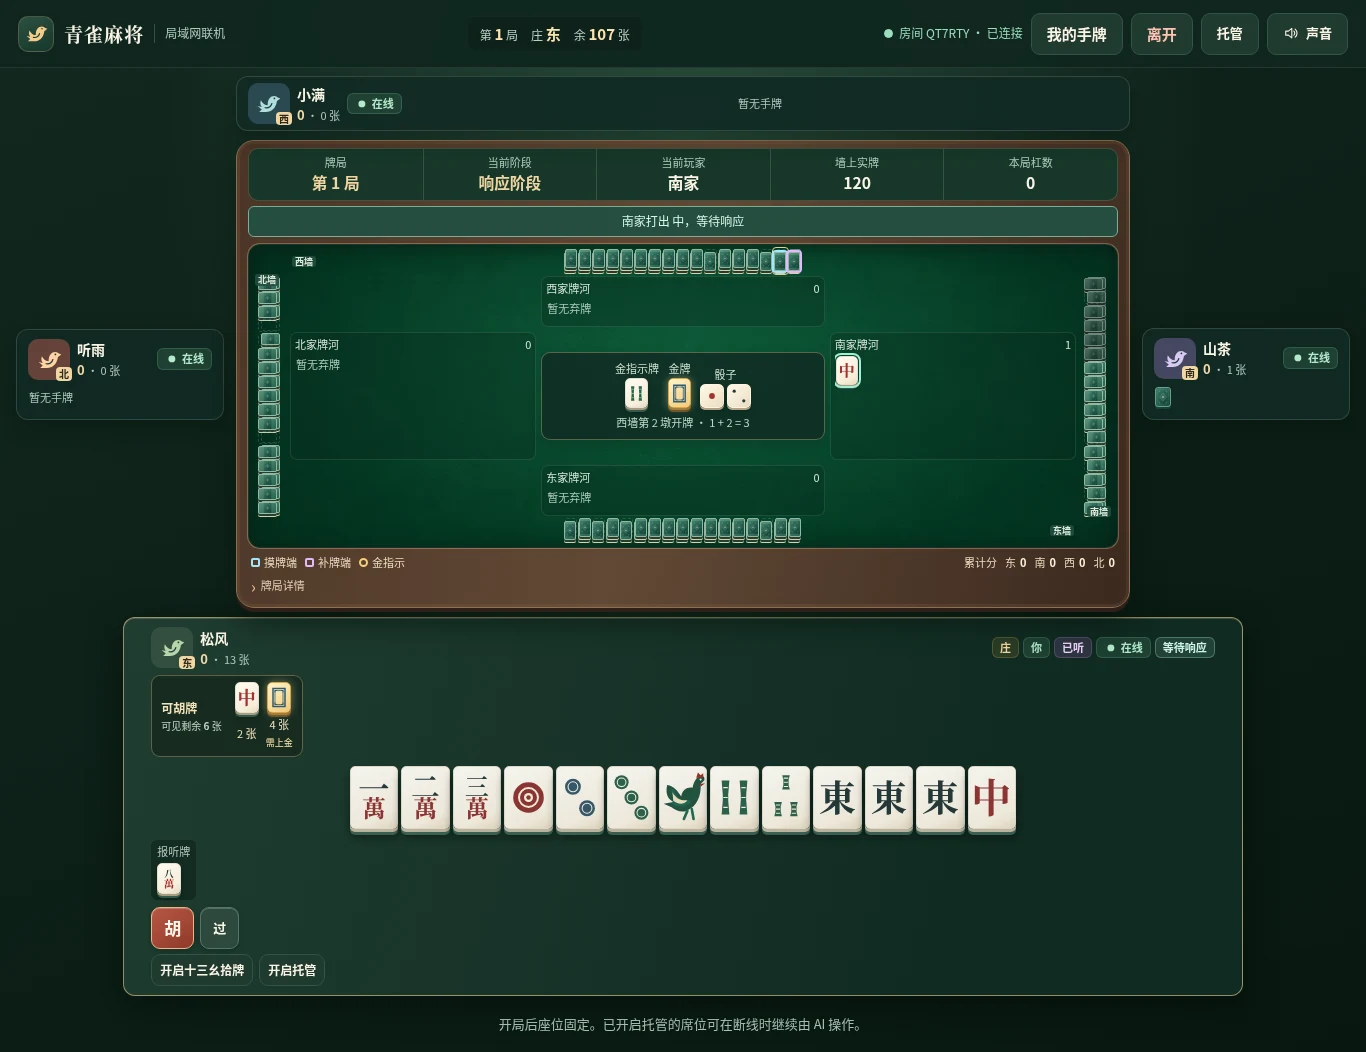 青雀麻将 局域网联机
第 1 局 庄 东 余 107 张
房间 QT7RTY · 已连接 我的手牌 离开 托管 声音
小满 在线
西 0 · 0 张
暂无手牌
牌局 当前阶段 当前玩家 墙上实牌 本局杠数
第 1 局 响应阶段 南家 120 0
南家打出 中，等待响应
西墙
北墙
西家牌河 0
暂无弃牌
北家牌河 0
暂无弃牌
南家牌河 1
中
金指示牌 金牌 骰子
西墙第 2 墩开牌 · 1 + 2 = 3
东家牌河 0
暂无弃牌
南墙
东墙
听雨 在线
北 0 · 0 张
暂无手牌
山茶 在线
南 0 · 1 张
摸牌端 补牌端 金指示
累计分 东 0 南 0 西 0 北 0
› 牌局详情
松风
东 0 · 13 张
庄 你 已听 在线 等待响应
可胡牌
可见剩余 6 张
中
2 张
4 张
需上金
一萬 二萬 三萬 東 東 東 中
报听牌
八萬
胡 过
开启十三幺拾牌 开启托管
开局后座位固定。已开启托管的席位可在断线时继续由 AI 操作。